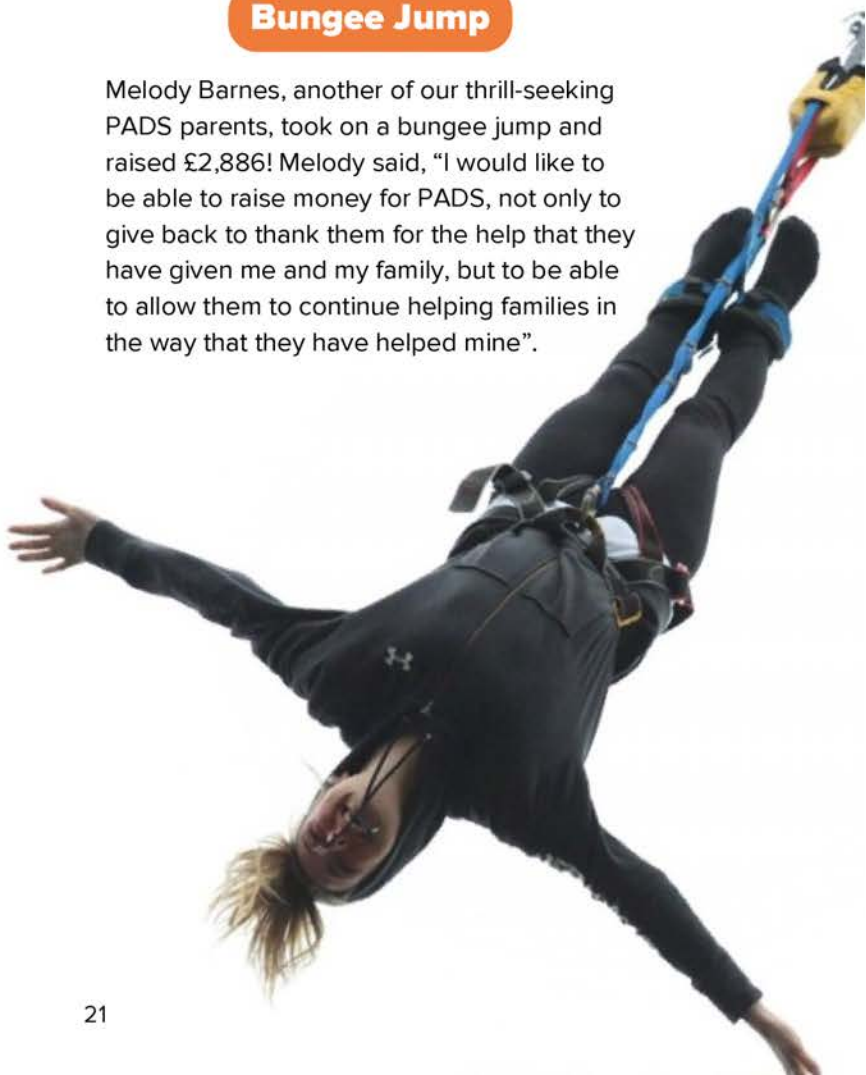 Bungee Jump
Melody Barnes, another of our thrill-seeking
PADS parents, took on a bungee jump and
raised £2,886! Melody said, “I would like to
be able to raise money for PADS, not only to
give back to thank them for the help that they
have given me and my family, but to be able
to allow them to continue helping families in
the way that they have helped mine”.
21